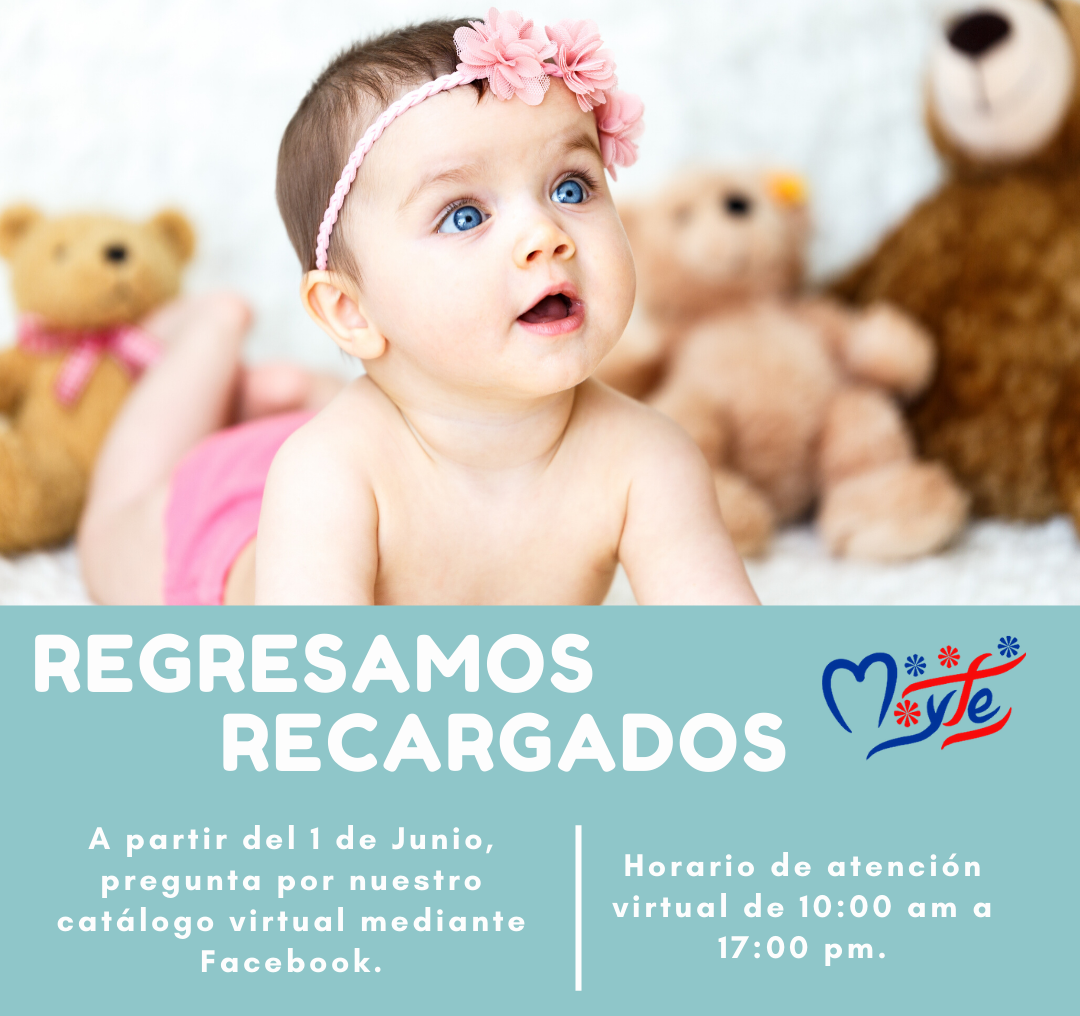 REGRESAMOS
RECARGADOS
Mayte
A partir del 1 de Junio,
pregunta por nuestro
catálogo virtual mediante
Facebook.
Horario de atención
virtual de 10:00 am a
17:00 pm.